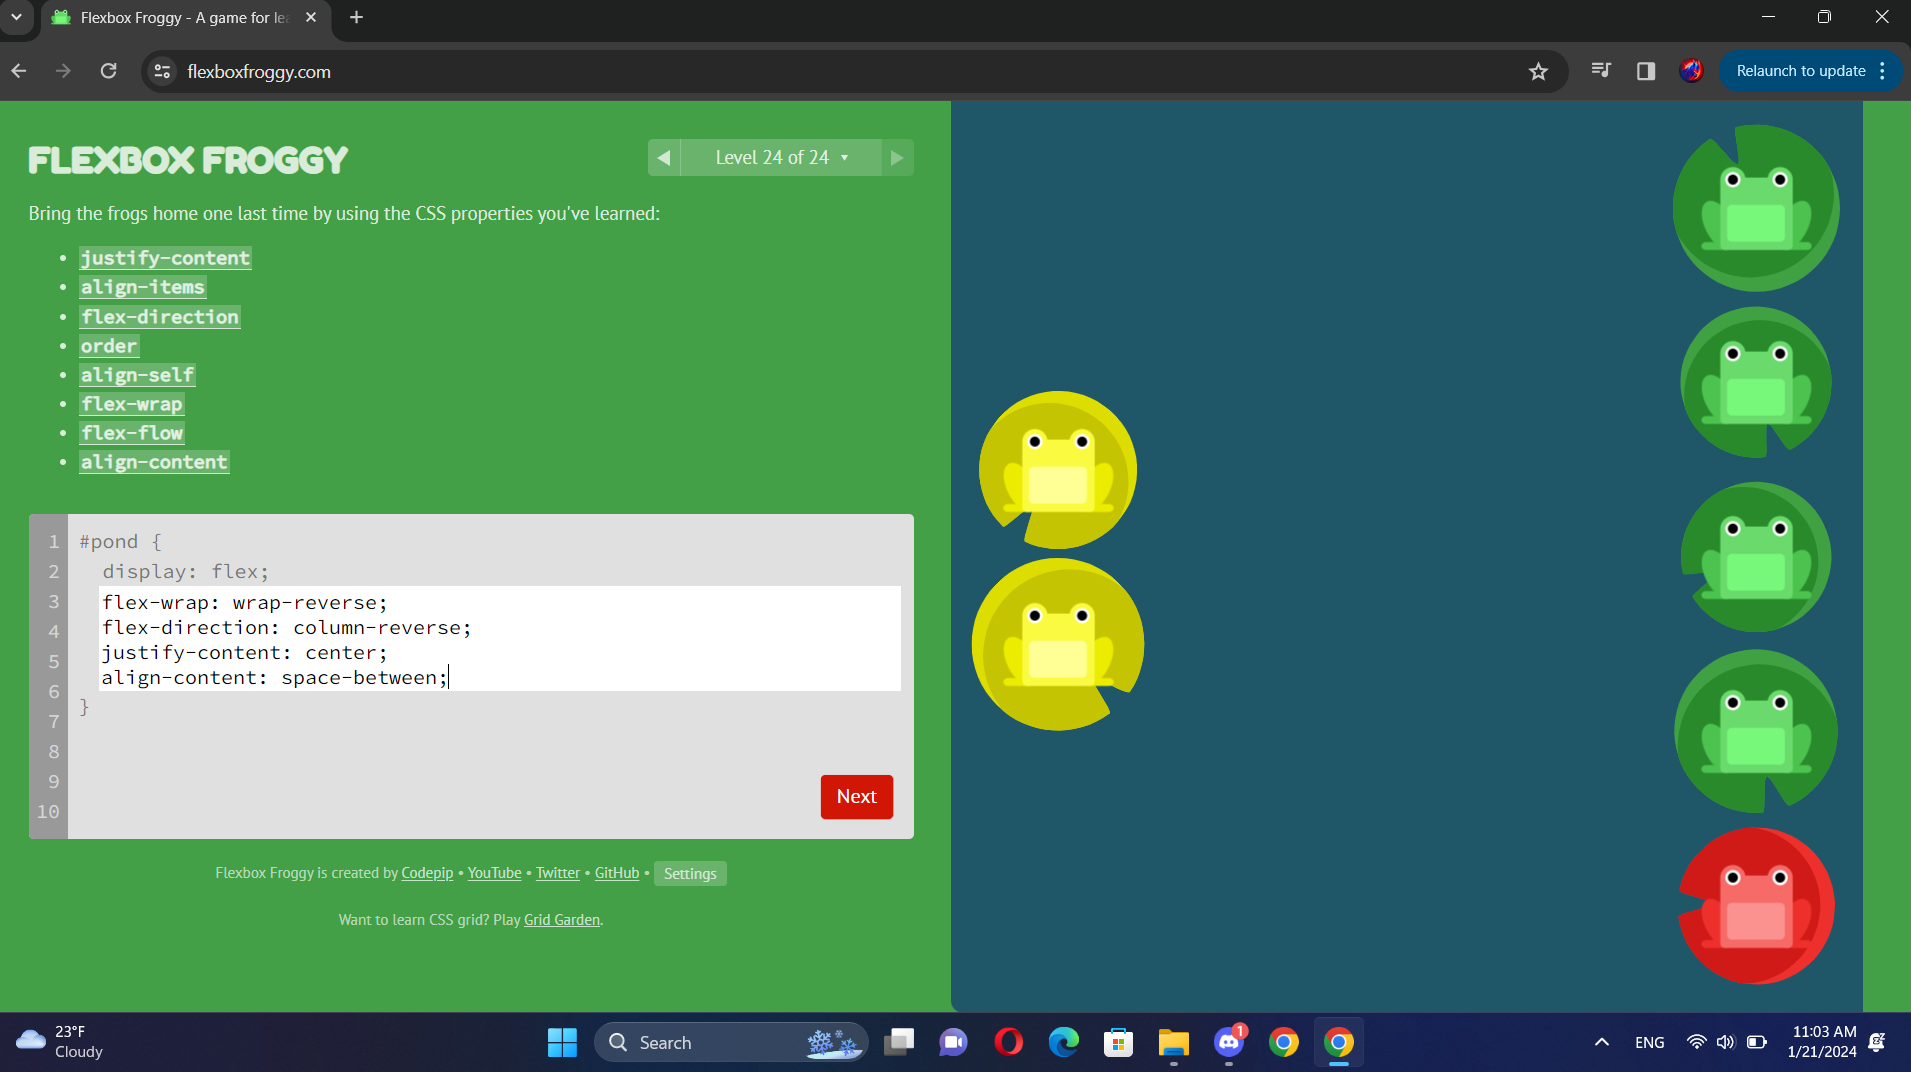 Flexbox Froggy - A game for le
flexboxfroggy.com
Relaunch to update
FLEXBOX FROGGY
Level 24 of 24
Bring the frogs home one last time by using the CSS properties you've learned:
justify-content
align-items
flex-direction
order
align-self
flex-wrap
flex-flow
align-content
1 #pond {
2 display: flex;
3 flex-wrap: wrap-reverse;
4 flex-direction: column-reverse;
5 justify-content: center;
6 align-content: space-between;
7 }
8
9
10
Next
Flexbox Froggy is created by Codepip • YouTube • Twitter • GitHub • Settings
Want to learn CSS grid? Play Grid Garden.
23°F
Cloudy
Search
1
ENG
11:03 AM
1/21/2024